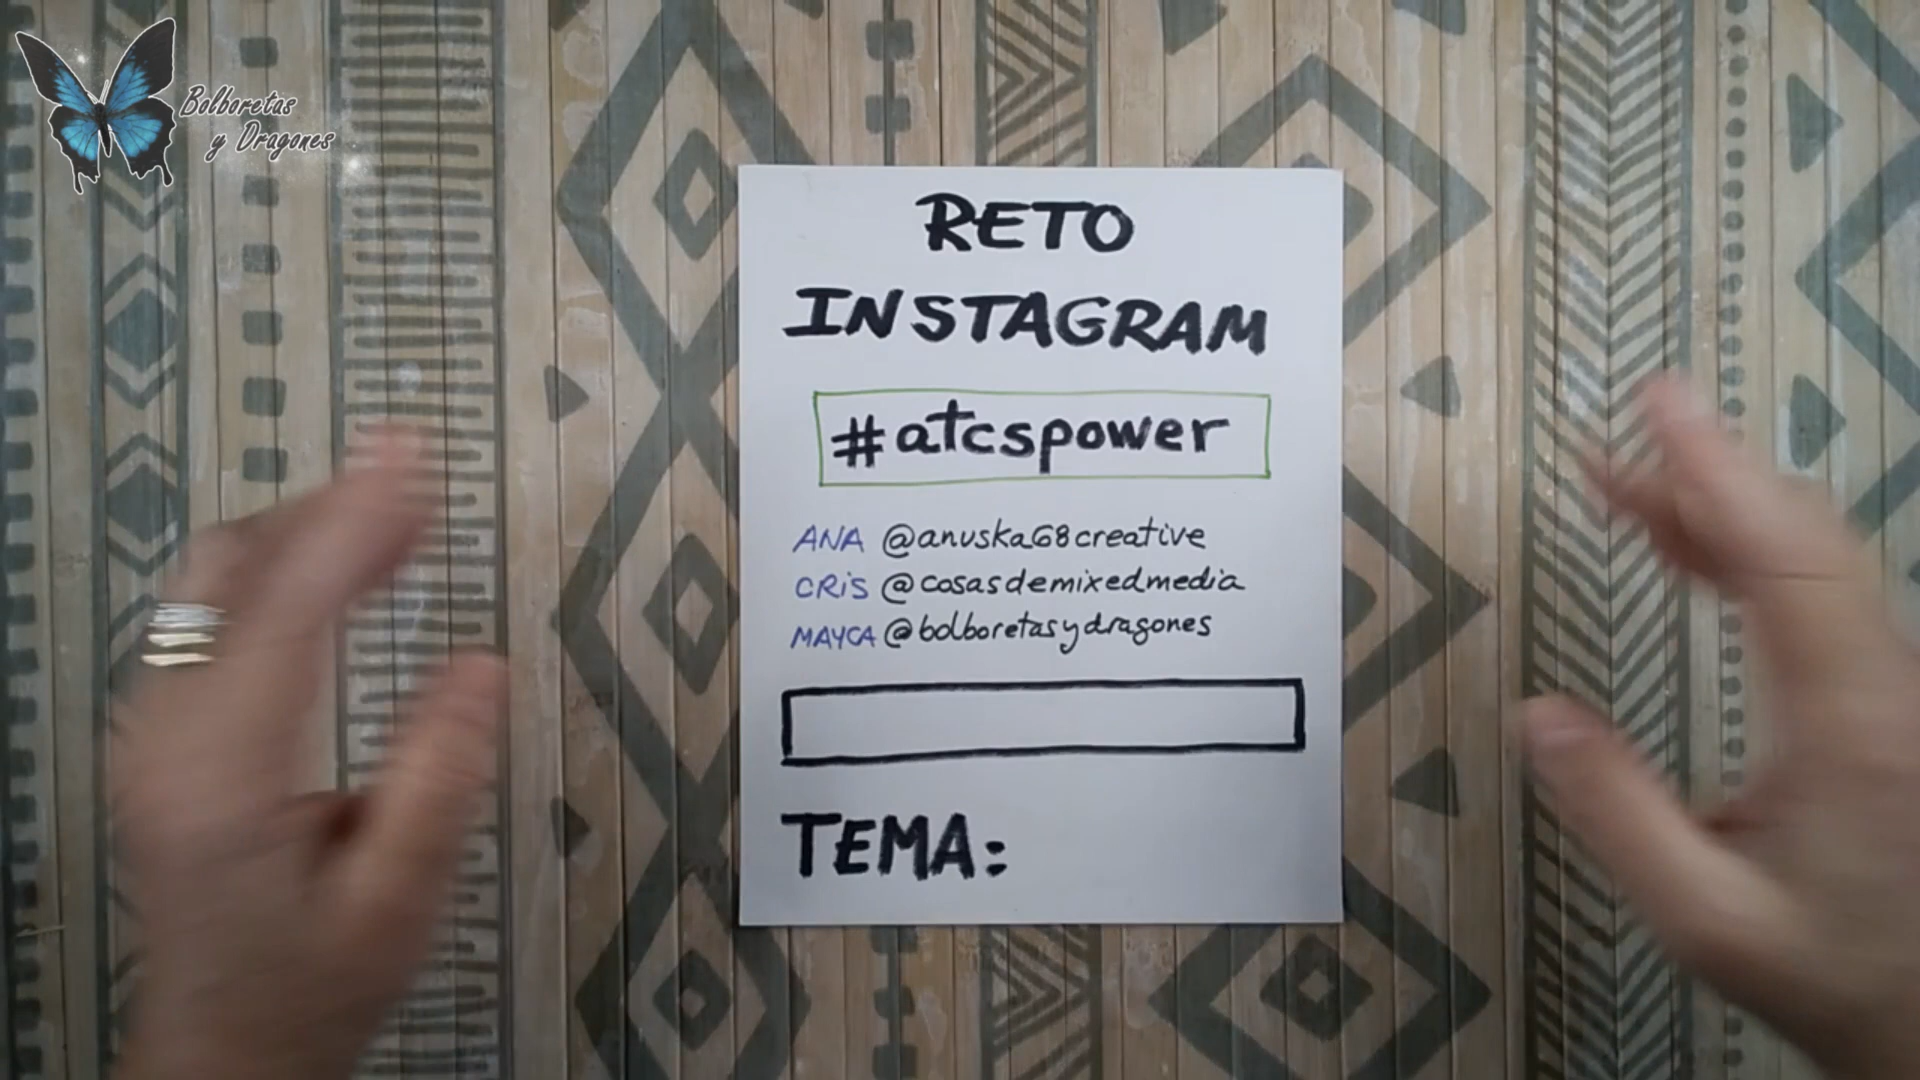 Bolboretas
y Dragones
RETO
INSTAGRAM
#atcspower
ANA @anuska68creative
CRiS @cosasdemixedmedia
MAYCA @bolboretasydragones
TEMA: